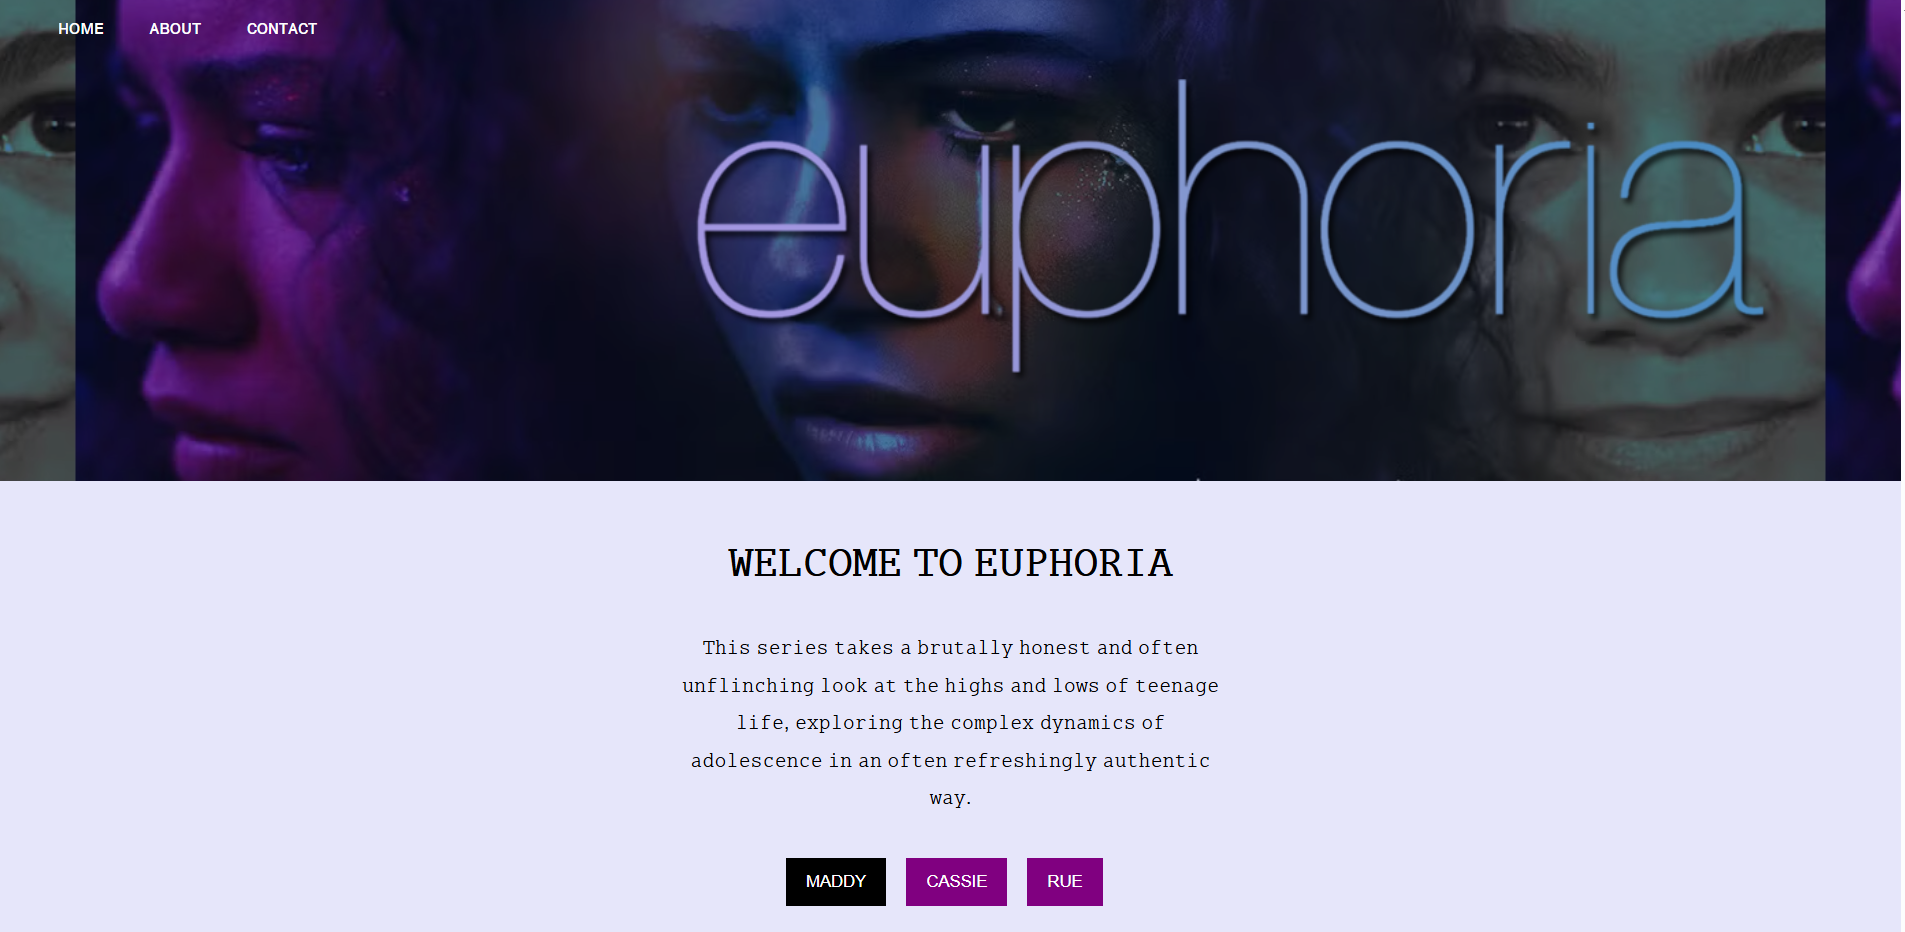 HOME ABOUT CONTACT
euphoria
WELCOME TO EUPHORIA
This series takes a brutally honest and often
unflinching look at the highs and lows of teenage
life, exploring the complex dynamics of
adolescence in an often refreshingly authentic
way.
MADDY CASSIE RUE